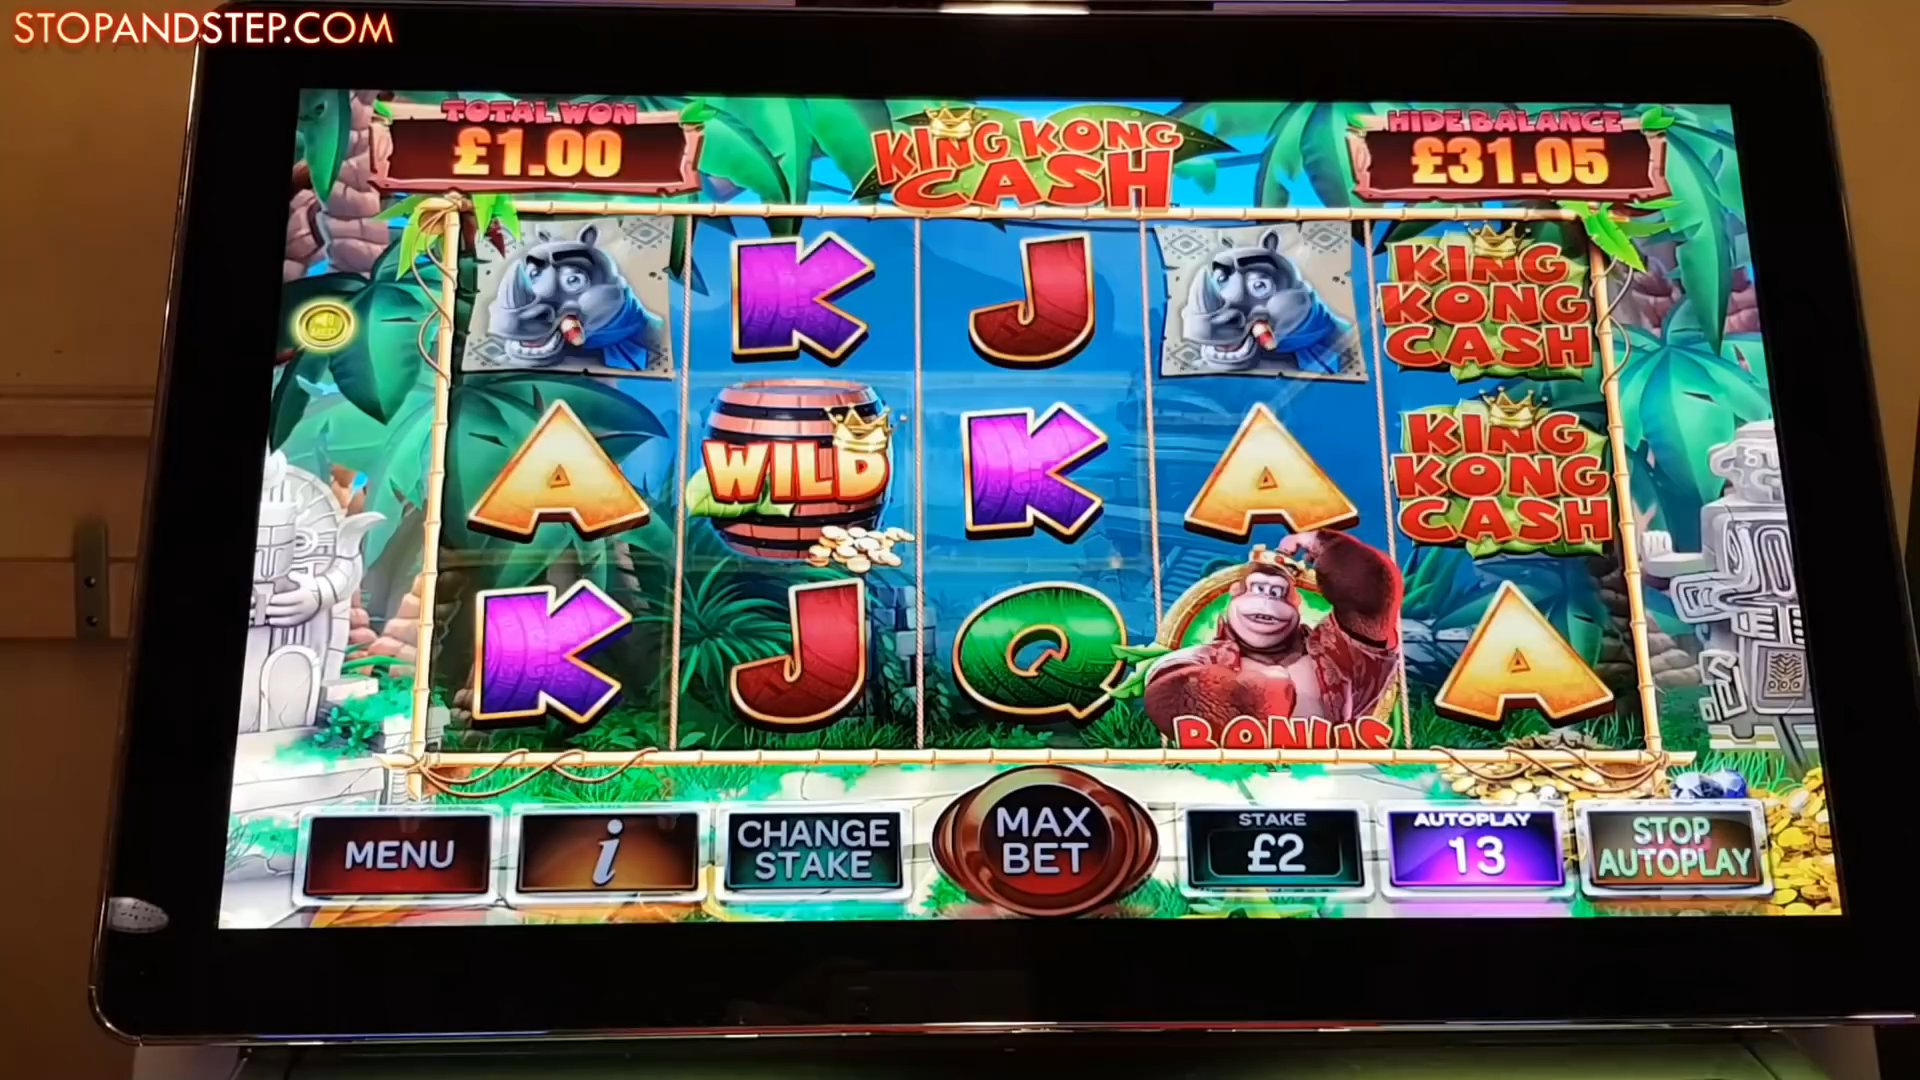 STOPANDSTEP.COM
TOTAL WON
£1.00
KING KONG
CASH
HIDE BALANCE
£31.05
K
J
KING
KONG
CASH
A
WILD
K
A
KING
KONG
CASH
K
J
Q
BONUS
A
MENU
i
CHANGE
STAKE
MAX
BET
STAKE
£2
AUTOPLAY
13
STOP
AUTOPLAY